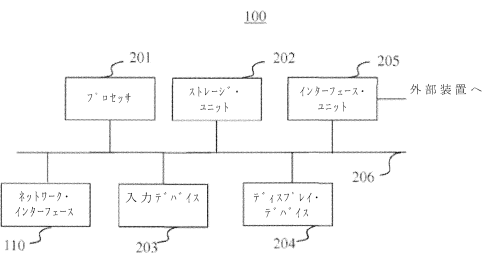 100
201
202
205
ﾌﾟﾛｾｯｻ
ｽﾄﾚｰｼﾞ・
ﾕﾆｯﾄ
ｲﾝﾀｰﾌｪｰｽ・
ﾕﾆｯﾄ
外部装置へ
206
ﾈｯﾄﾜｰｸ・
ｲﾝﾀｰﾌｪｰｽ
入力ﾃﾞﾊﾞｲｽ
ﾃﾞｨｽﾌﾟﾚｲ・
ﾃﾞﾊﾞｲｽ
110
203
204